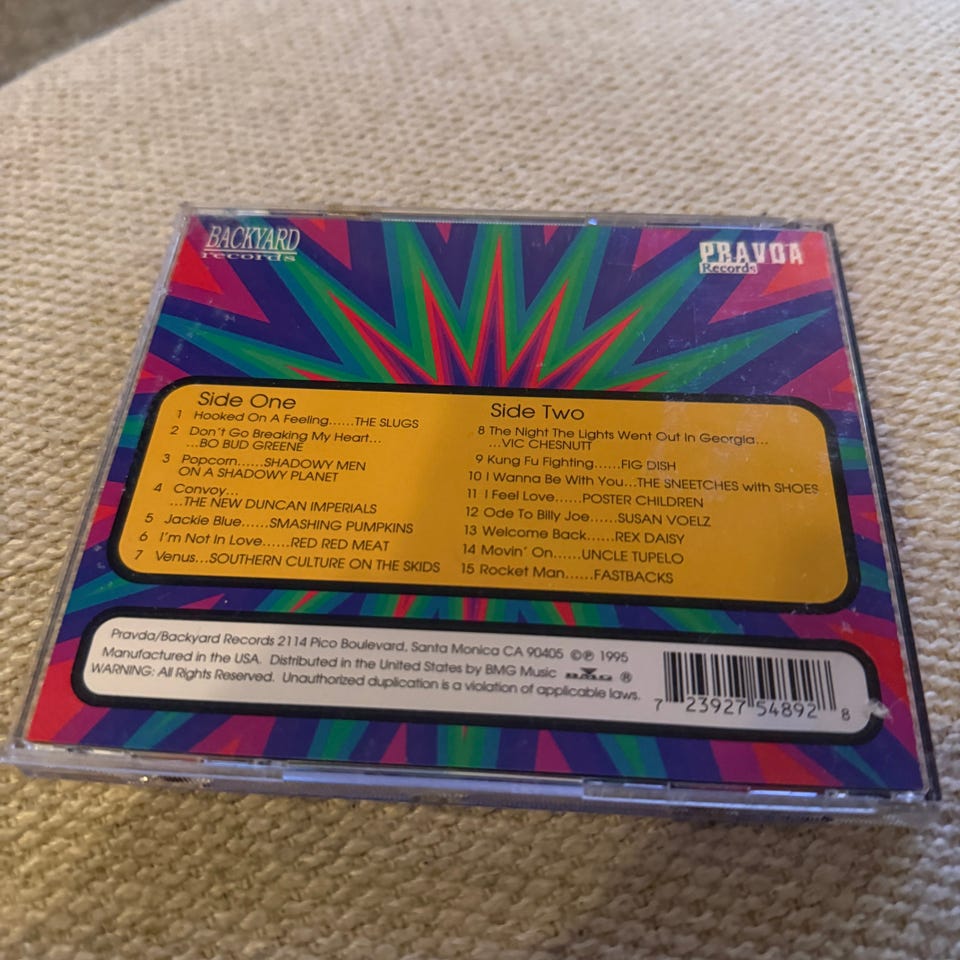 BACKYARD
records
PRAVDA
Records
Side One
1 Hooked On A Feeling......THE SLUGS
2 Don't Go Breaking My Heart...
...BO BUD GREENE
3 Popcorn......SHADOWY MEN
ON A SHADOWY PLANET
4 Convoy...
...THE NEW DUNCAN IMPERIALS
5 Jackie Blue......SMASHING PUMPKINS
6 I'm Not In Love......RED RED MEAT
7 Venus...SOUTHERN CULTURE ON THE SKIDS
Side Two
8 The Night The Lights Went Out In Georgia...
...VIC CHESNUTT
9 Kung Fu Fighting......FIG DISH
10 I Wanna Be With You...THE SNEETCHES with SHOES
11 I Feel Love......POSTER CHILDREN
12 Ode To Billy Joe......SUSAN VOELZ
13 Welcome Back......REX DAISY
14 Movin' On......UNCLE TUPELO
15 Rocket Man......FASTBACKS
Pravda/Backyard Records 2114 Pico Boulevard, Santa Monica CA 90405 ©℗ 1995
Manufactured in the USA. Distributed in the United States by BMG Music BMG ®
WARNING: All Rights Reserved. Unauthorized duplication is a violation of applicable laws.
7 23927 54892 8